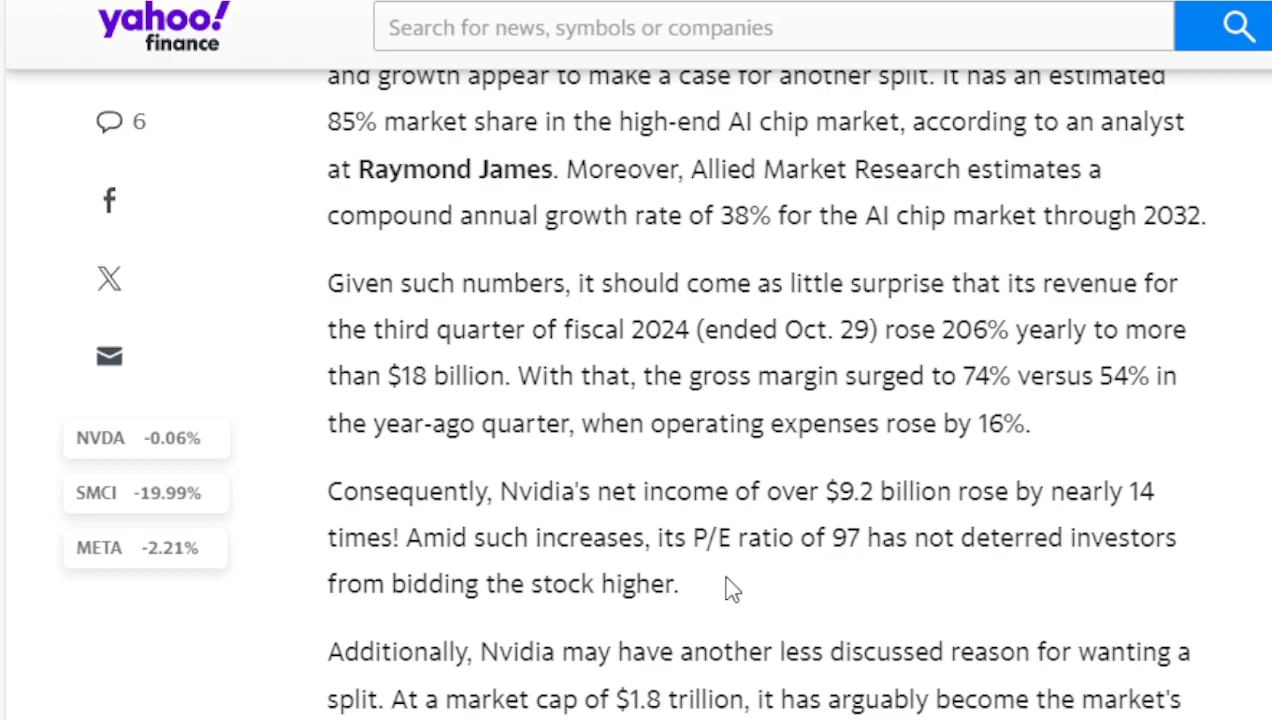 yahoo!
finance
Search for news, symbols or companies
and growth appear to make a case for another split. It has an estimated
6
85% market share in the high-end AI chip market, according to an analyst
at Raymond James. Moreover, Allied Market Research estimates a
compound annual growth rate of 38% for the AI chip market through 2032.
Given such numbers, it should come as little surprise that its revenue for
the third quarter of fiscal 2024 (ended Oct. 29) rose 206% yearly to more
than $18 billion. With that, the gross margin surged to 74% versus 54% in
the year-ago quarter, when operating expenses rose by 16%.
NVDA -0.06%
SMCI -19.99%
META -2.21%
Consequently, Nvidia's net income of over $9.2 billion rose by nearly 14
times! Amid such increases, its P/E ratio of 97 has not deterred investors
from bidding the stock higher.
Additionally, Nvidia may have another less discussed reason for wanting a
split. At a market cap of $1.8 trillion, it has arguably become the market's